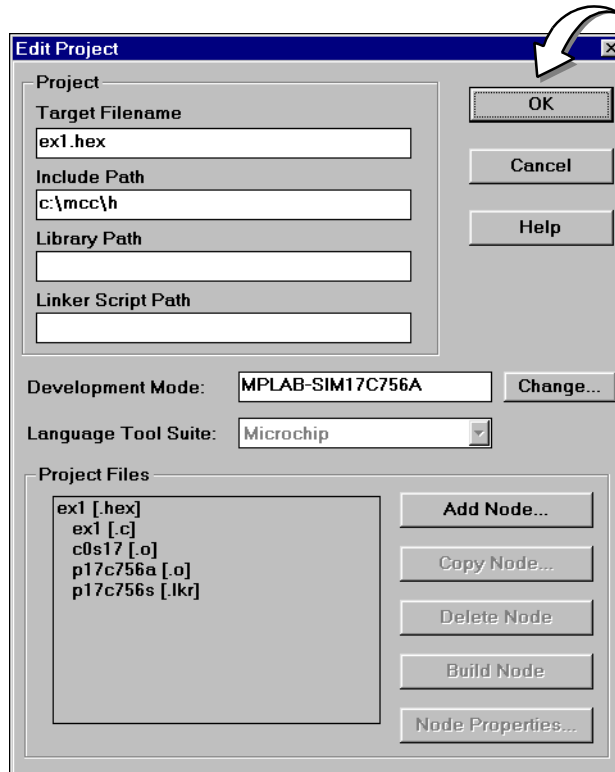 Edit Project
Project
Target Filename
ex1.hex
Include Path
c:\mcc\h
Library Path
Linker Script Path
OK
Cancel
Help
Development Mode: MPLAB-SIM17C756A Change...
Language Tool Suite: Microchip
Project Files
ex1 [.hex]
ex1 [.c]
c0s17 [.o]
p17c756a [.o]
p17c756s [.lkr]
Add Node...
Copy Node...
Delete Node
Build Node
Node Properties...